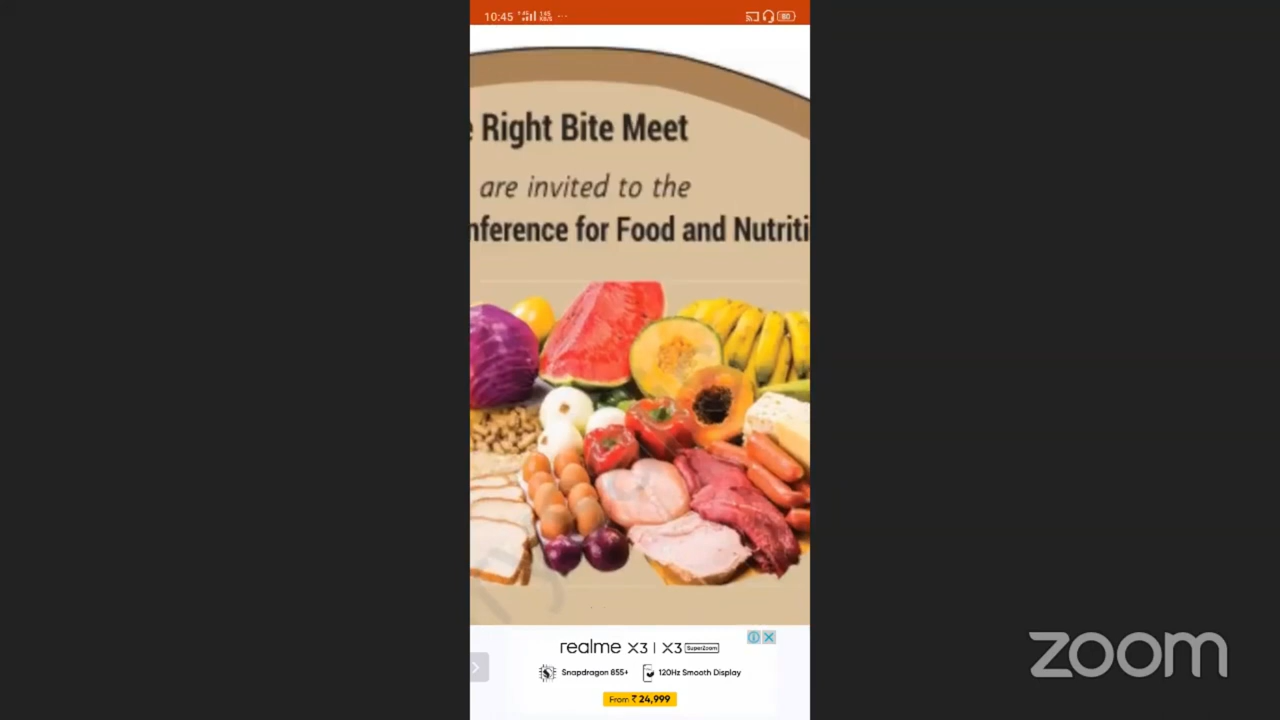 10:45
80
Right Bite Meet
are invited to the
nference for Food and Nutriti
realme X3 | X3 SuperZoom
Snapdragon 855+ 120Hz Smooth Display
From ₹ 24,999
zoom